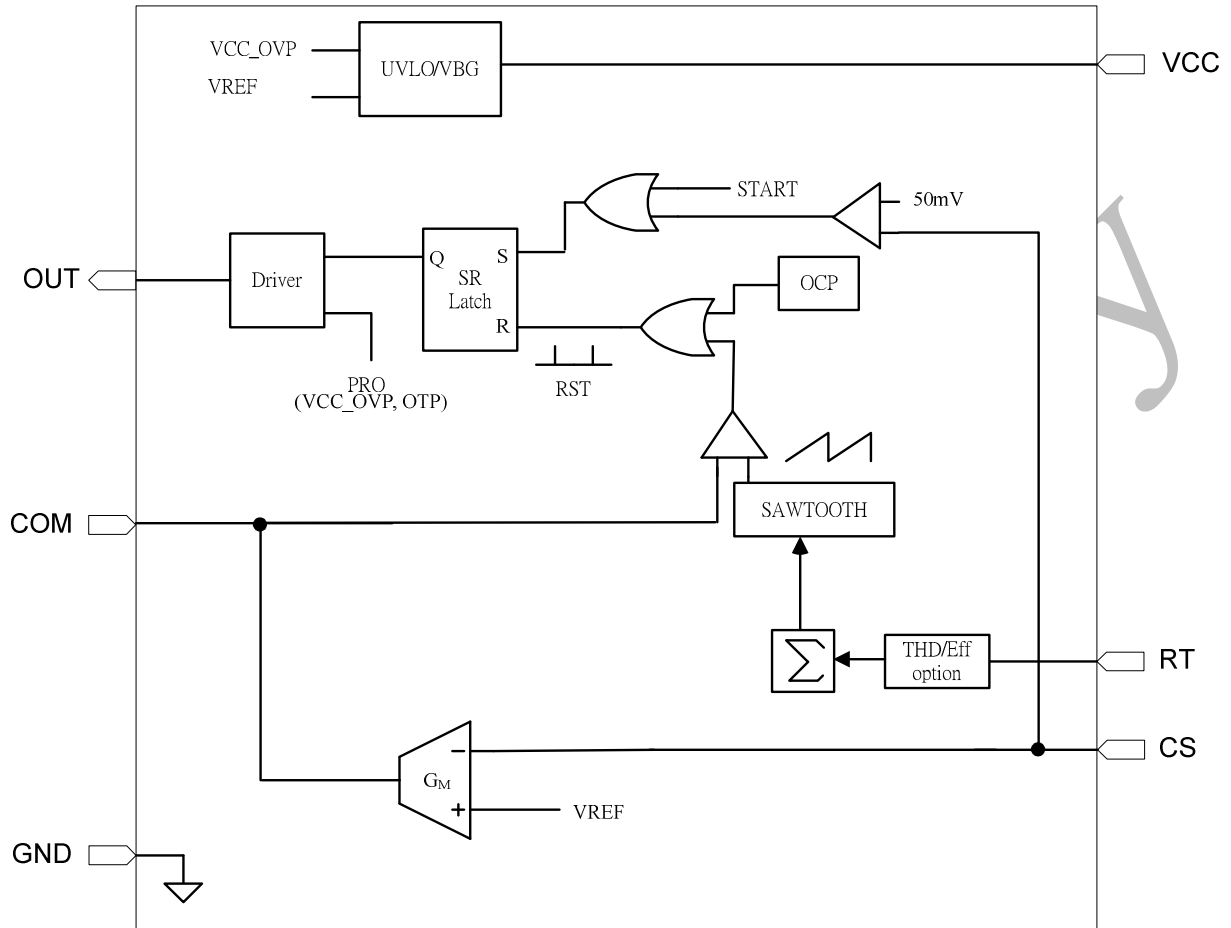 VCC_OVP
VREF
UVLO/VBG
VCC
START
50mV
OUT
Driver
Q
S
SR
Latch
R
OCP
PRO
(VCC_OVP, OTP)
RST
COM
SAWTOOTH
Σ
THD/Eff
option
RT
GM
−
+
VREF
CS
GND
y